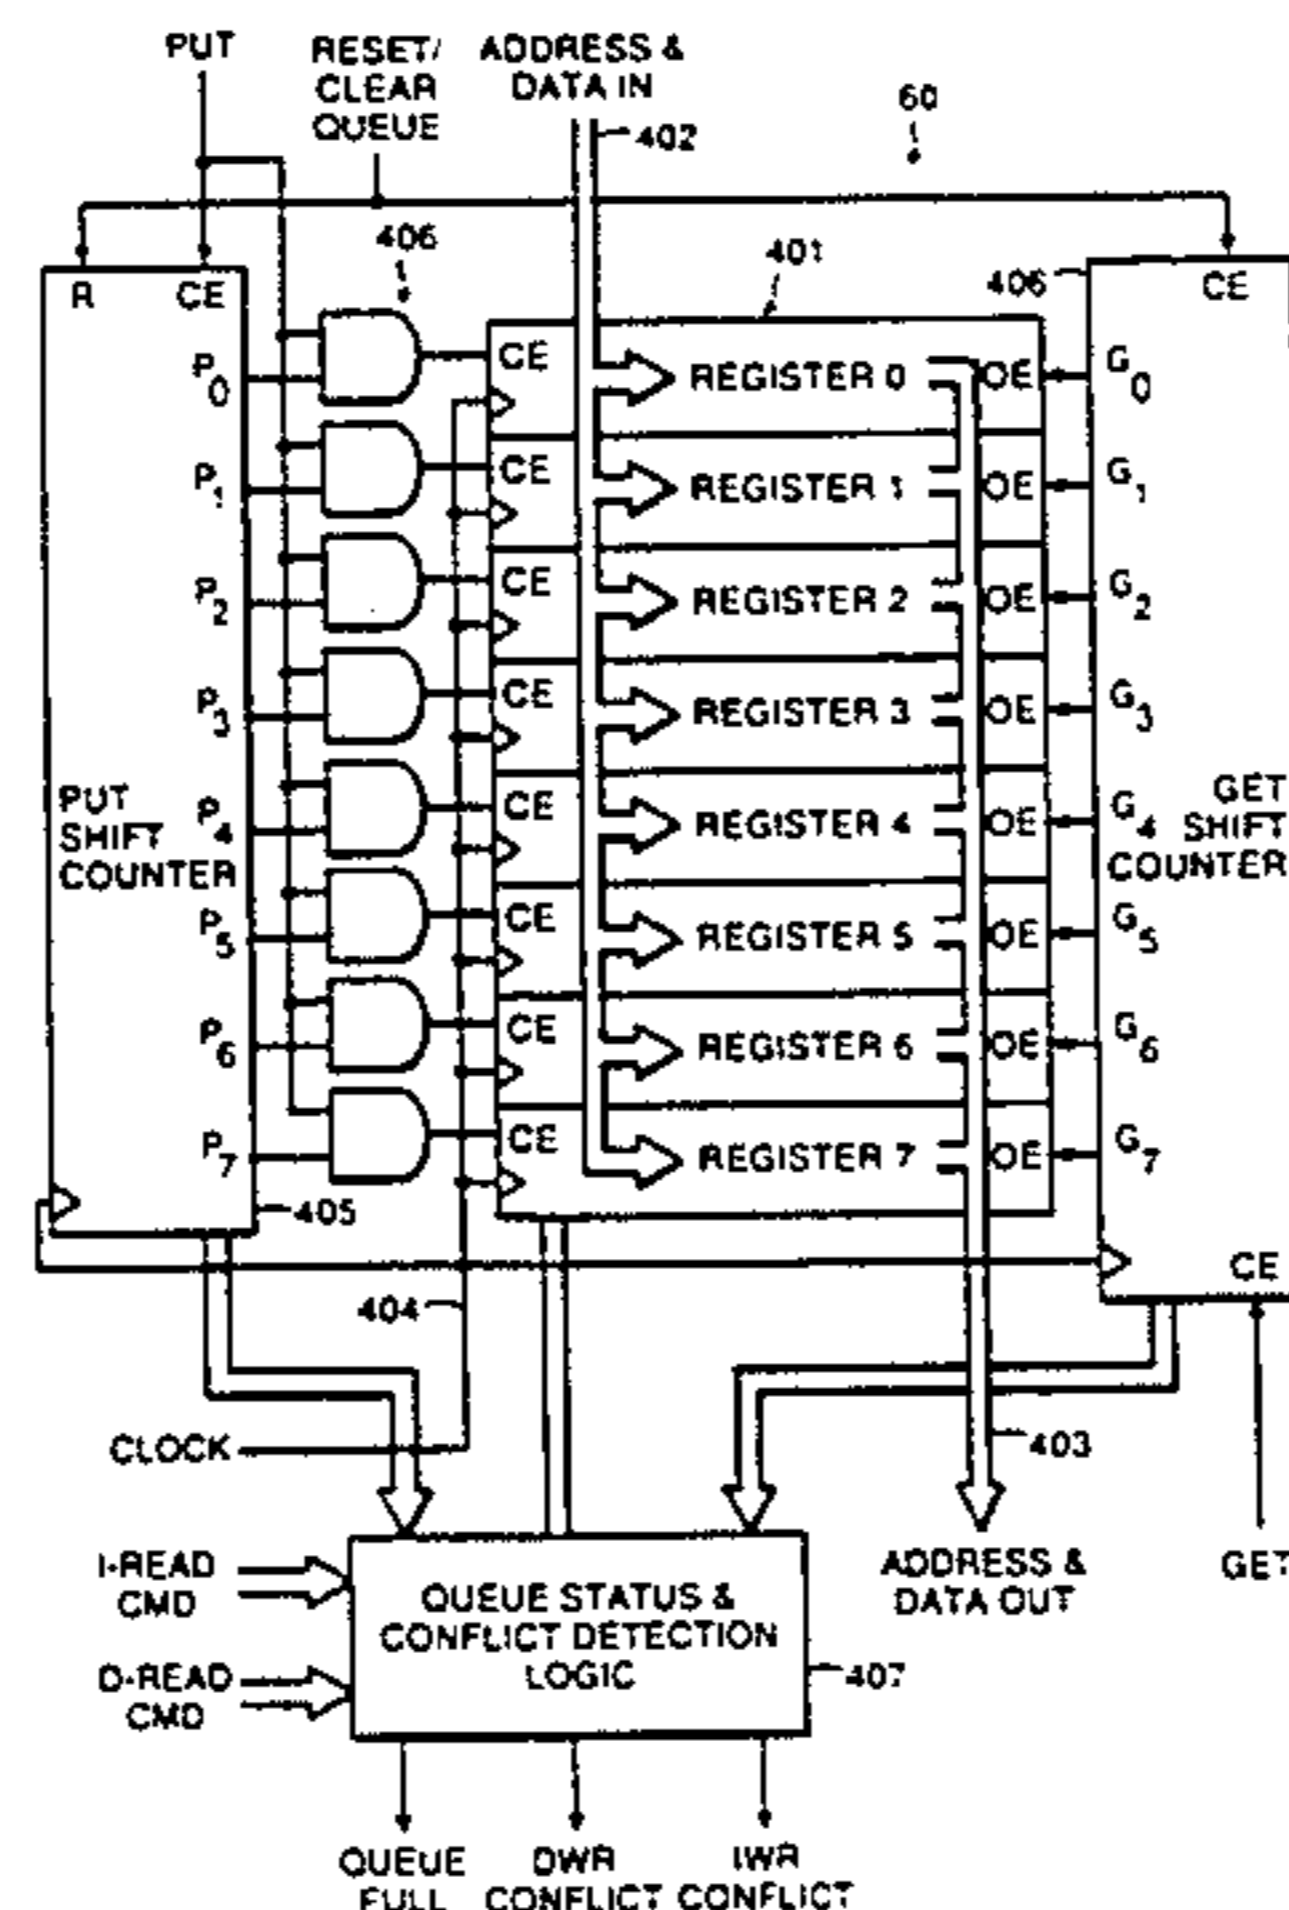 PUT
RESET/
CLEAR
QUEUE
ADDRESS &
DATA IN
402
60
406
401
406
R CE
CE
P0
CE
REGISTER 0
OE
G0
P1
CE
REGISTER 1
OE
G1
P2
CE
REGISTER 2
OE
G2
P3
CE
REGISTER 3
OE
G3
PUT
SHIFT
COUNTER
P4
CE
REGISTER 4
OE
G4
GET
SHIFT
COUNTER
P5
CE
REGISTER 5
OE
G5
P6
CE
REGISTER 6
OE
G6
P7
CE
REGISTER 7
OE
G7
405
CE
404
CLOCK
403
I-READ
CMD
QUEUE STATUS &
CONFLICT DETECTION
LOGIC
ADDRESS &
DATA OUT
GET
D-READ
CMD
407
QUEUE
FULL
DWR
CONFLICT
IWR
CONFLICT